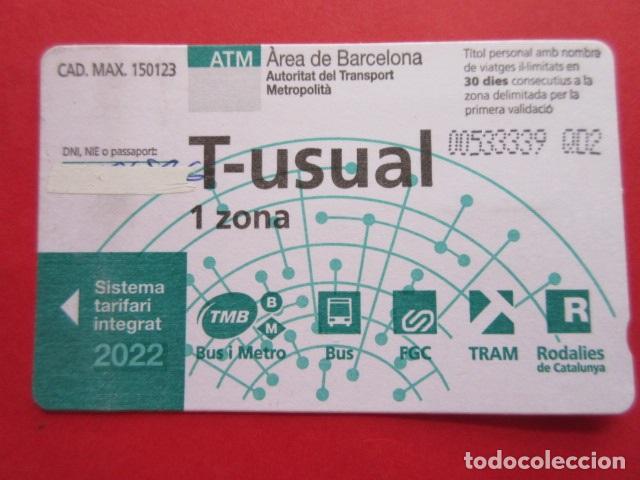 CAD. MAX. 150123
ATM
Àrea de Barcelona
Autoritat del Transport
Metropolità
Títol personal amb nombre
de viatges il·limitats en
30 dies consecutius a la
zona delimitada per la
primera validació
DNI, NIE o passaport:
T-usual
00533339 QD2
1 zona
Sistema
tarifari
integrat
2022
TMB
B
M
Bus i Metro
Bus
FGC
TRAM
R
Rodalies
de Catalunya
todocoleccion.net